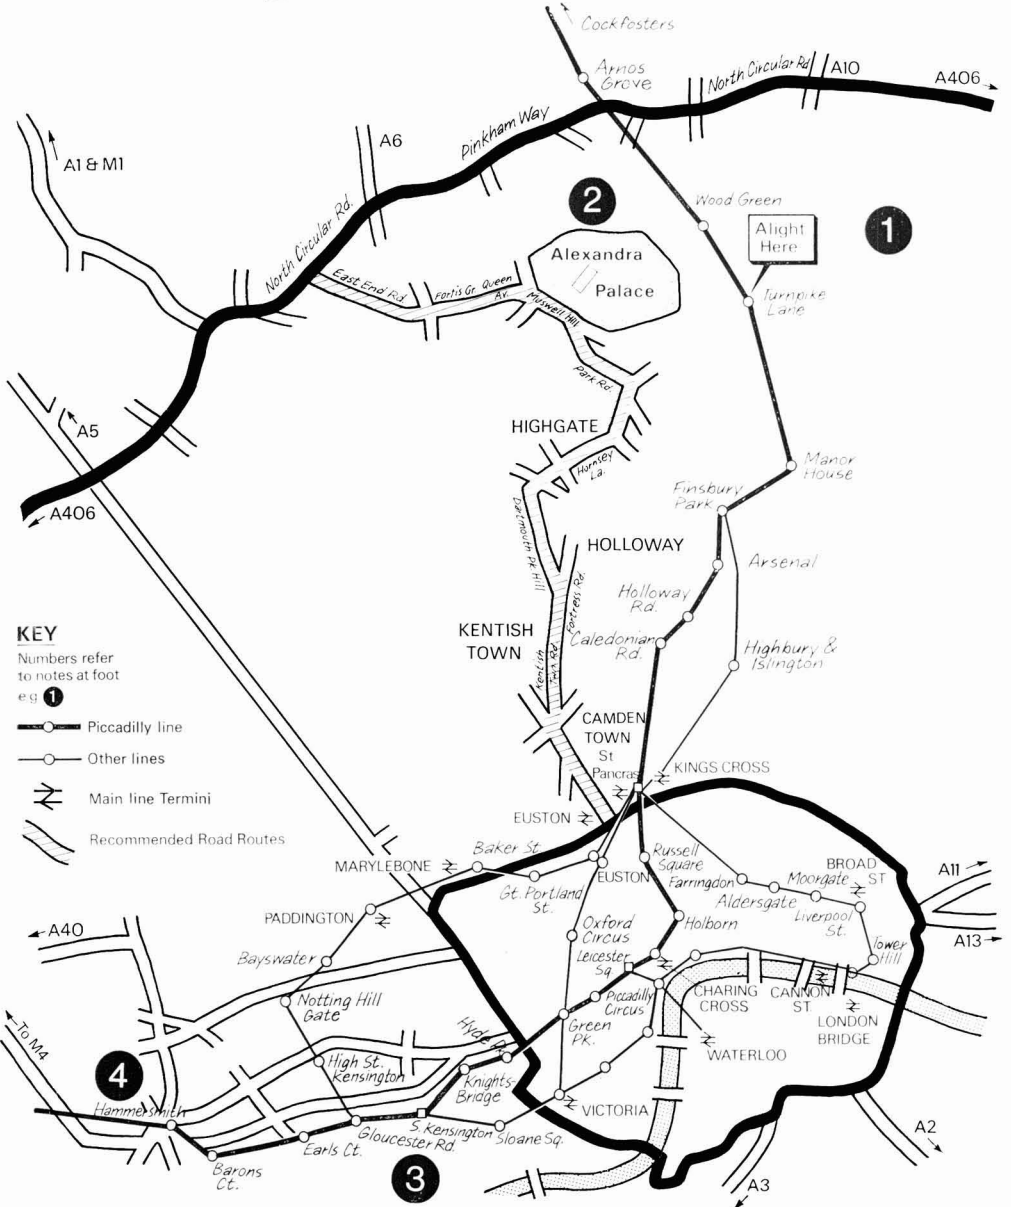 Cockfosters
Arnos
Grove
North Circular Rd
A10
A406
Pinkham Way
A6
A1 & M1
2
Wood Green
1
Alight
Here
Alexandra
Palace
North Circular Rd.
East End Rd.
Fortis Gr. Queen
Av.
Muswell Hill
Turnpike
Lane
Park Rd.
A5
HIGHGATE
Hornsey
La.
Manor
House
Finsbury
Park
A406
Dartmouth Pk. Hill
HOLLOWAY
Arsenal
Fortress Rd.
Holloway
Rd.
KEY
Numbers refer
to notes at foot
e g 1
Piccadilly line
Other lines
Main line Termini
Recommended Road Routes
KENTISH
TOWN
Kentish
Twn Rd.
Caledonian
Rd.
Highbury &
Islington
CAMDEN
TOWN
St
Pancras
KINGS CROSS
EUSTON
Baker St.
MARYLEBONE
EUSTON
Russell
Square
Gt. Portland
St.
Farringdon
Aldersgate
Moorgate
BROAD
ST
Liverpool
St.
A11
PADDINGTON
A40
Oxford
Circus
Holborn
Tower
Hill
A13
Bayswater
Leicester
Sq.
CHARING
CROSS
CANNON
ST.
LONDON
BRIDGE
Notting Hill
Gate
Piccadilly
Circus
Green
Pk.
WATERLOO
To M4
Hyde Pk.
4
High St.
Kensington
Knights-
Bridge
Hammersmith
VICTORIA
S. Kensington
Sloane Sq.
Gloucester Rd.
Earls Ct.
Barons
Ct.
3
A2
A3